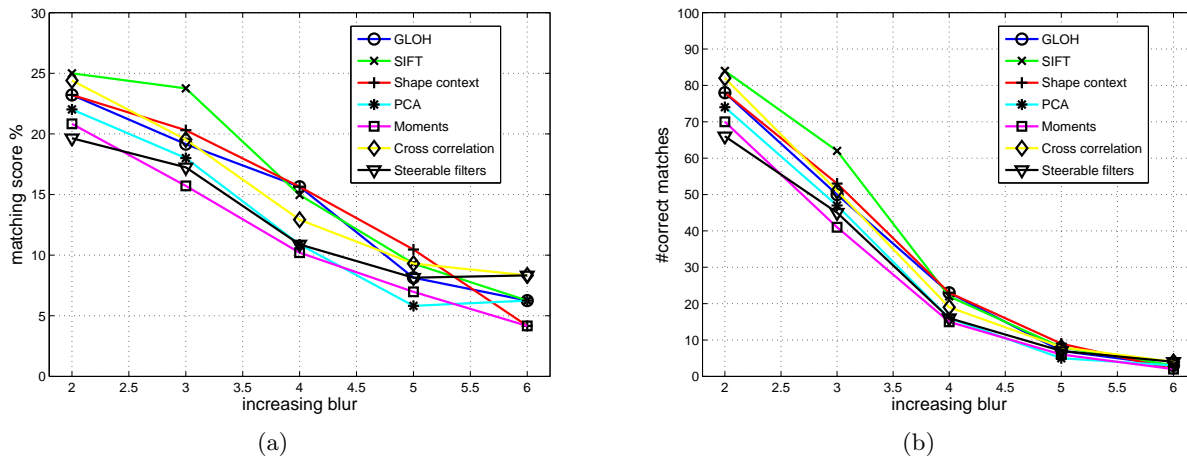 30
25
20
15
10
5
0
matching score %
2 2.5 3 3.5 4 4.5 5 5.5 6
increasing blur
GLOH
SIFT
Shape context
PCA
Moments
Cross correlation
Steerable filters
(a)
100
90
80
70
60
50
40
30
20
10
0
#correct matches
2 2.5 3 3.5 4 4.5 5 5.5 6
increasing blur
GLOH
SIFT
Shape context
PCA
Moments
Cross correlation
Steerable filters
(b)